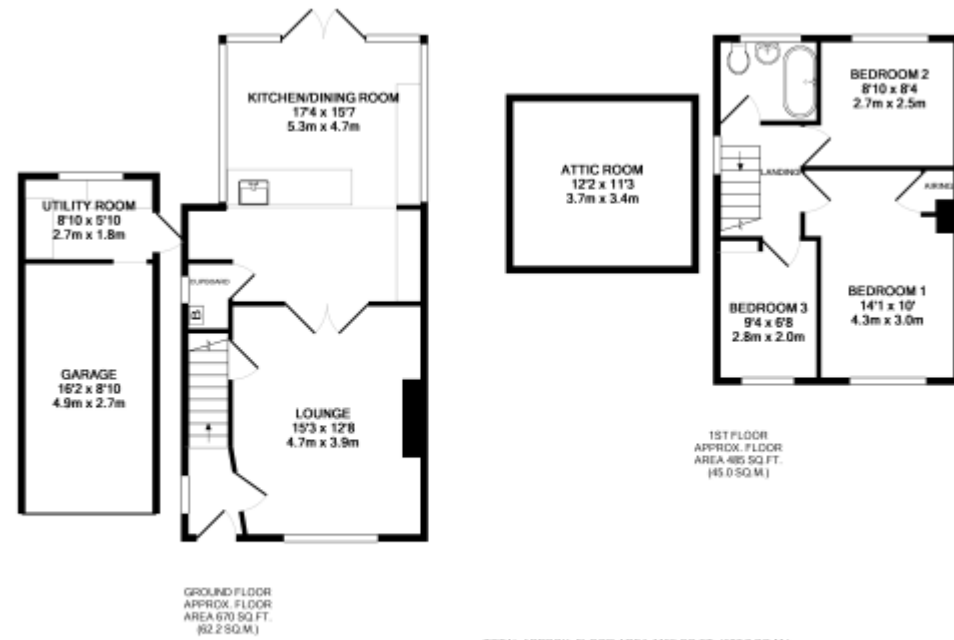 KITCHEN/DINING ROOM
17'4 x 15'7
5.3m x 4.7m
UTILITY ROOM
8'10 x 5'10
2.7m x 1.8m
CUPBOARD
B
GARAGE
16'2 x 8'10
4.9m x 2.7m
LOUNGE
15'3 x 12'8
4.7m x 3.9m
GROUND FLOOR
APPROX. FLOOR
AREA 670 SQ.FT.
(62.2 SQ.M.)
ATTIC ROOM
12'2 x 11'3
3.7m x 3.4m
BEDROOM 2
8'10 x 8'4
2.7m x 2.5m
LANDING
AIRING
BEDROOM 1
14'1 x 10'
4.3m x 3.0m
BEDROOM 3
9'4 x 6'8
2.8m x 2.0m
1ST FLOOR
APPROX. FLOOR
AREA 485 SQ.FT.
(45.0 SQ.M.)